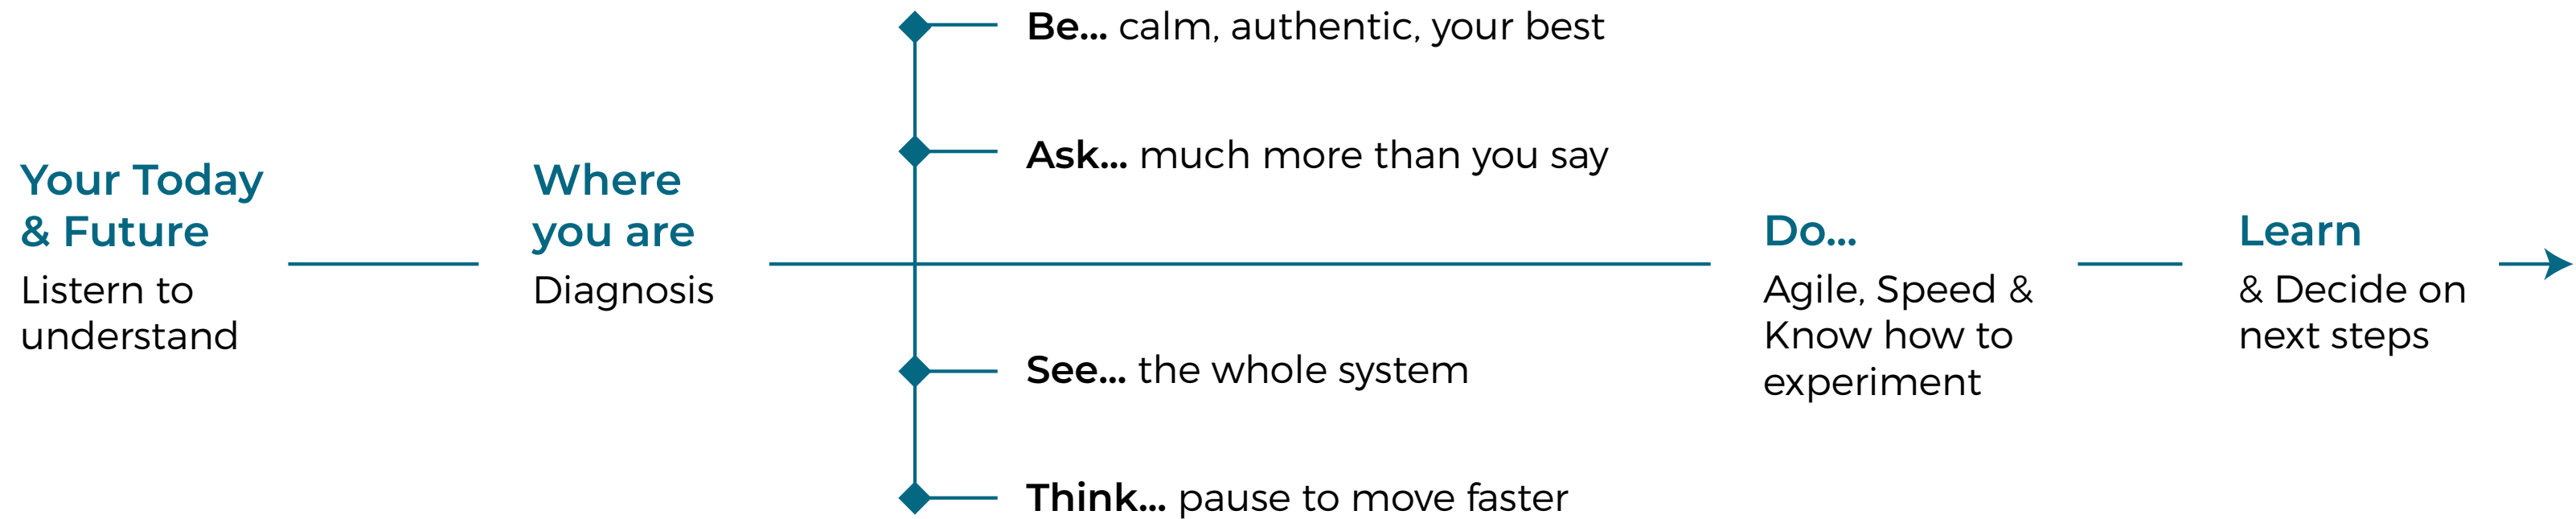 Your Today
& Future
Listern to
understand
Where
you are
Diagnosis
Be... calm, authentic, your best
Ask... much more than you say
See... the whole system
Think... pause to move faster
Do...
Agile, Speed &
Know how to
experiment
Learn
& Decide on
next steps